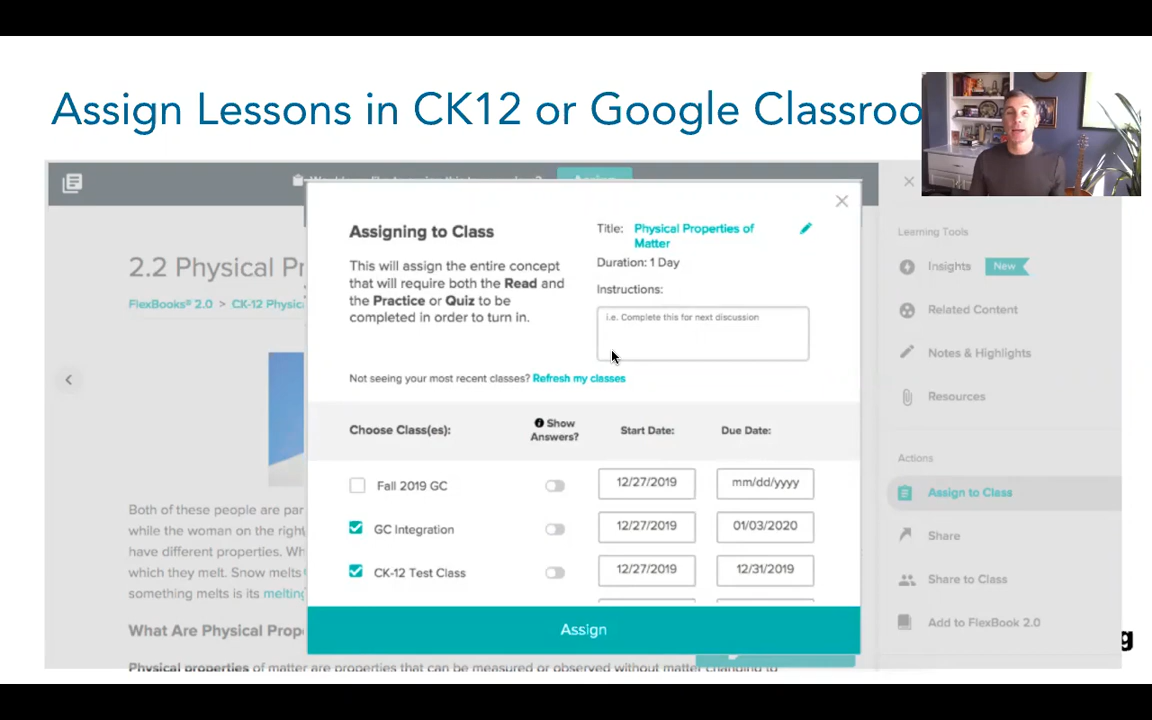 Assign Lessons in CK12 or Google Classroo
Assigning to Class
This will assign the entire concept
that will require both the Read and
the Practice or Quiz to be
completed in order to turn in.
Title: Physical Properties of
Matter
Duration: 1 Day
Instructions:
i.e. Complete this for next discussion
Not seeing your most recent classes? Refresh my classes
Choose Class(es):
Show
Answers?
Start Date:
Due Date:
Fall 2019 GC
12/27/2019
mm/dd/yyyy
GC Integration
12/27/2019
01/03/2020
CK-12 Test Class
12/27/2019
12/31/2019
Assign
2.2 Physical Pr
FlexBooks® 2.0 > CK-12 Physic
Both of these people are par
while the woman on the right
have different properties. Wh
which they melt. Snow melts
something melts is its melting
What Are Physical Prop
Physical properties of matter are properties that can be measured or observed without matter changing to
Learning Tools
Insights
New
Related Content
Notes & Highlights
Resources
Actions
Assign to Class
Share
Share to Class
Add to FlexBook 2.0
g